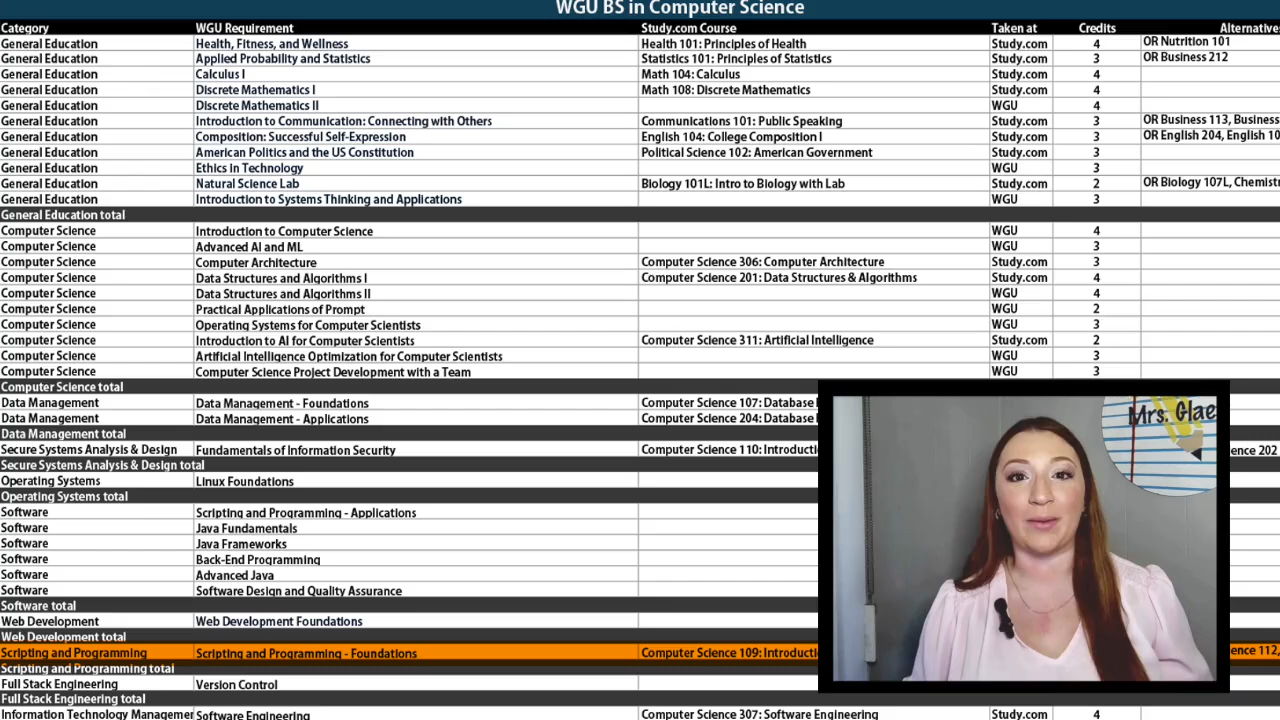 WGU BS in Computer Science
Category WGU Requirement Study.com Course Taken at Credits
General Education Health, Fitness, and Wellness Health 101: Principles of Health Study.com 4 OR Nutrition 101
General Education Applied Probability and Statistics Statistics 101: Principles of Statistics Study.com 3 OR Business 212
General Education Calculus I Math 104: Calculus Study.com 4
General Education Discrete Mathematics I Math 108: Discrete Mathematics Study.com 4
General Education Discrete Mathematics II WGU 4
General Education Introduction to Communication: Connecting with Others Communications 101: Public Speaking Study.com 3 OR Business 113, Business
General Education Composition: Successful Self-Expression English 104: College Composition I Study.com 3 OR English 204, English
General Education American Politics and the US Constitution Political Science 102: American Government Study.com 3
General Education Ethics in Technology WGU 3
General Education Natural Science Lab Biology 101L: Intro to Biology with Lab Study.com 2 OR Biology 107L,
General Education Introduction to Systems Thinking and Applications WGU 3
General Education total
Computer Science Introduction to Computer Science WGU 4
Computer Science Advanced AI and ML WGU 3
Computer Science Computer Architecture Computer Science 306: Computer Architecture Study.com 3
Computer Science Data Structures and Algorithms I Computer Science 201: Data Structures & Algorithms Study.com 4
Computer Science Data Structures and Algorithms II WGU 4
Computer Science Practical Applications of Prompt WGU 2
Computer Science Operating Systems for Computer Scientists WGU 3
Computer Science Introduction to AI for Computer Scientists Computer Science 311: Artificial Intelligence Study.com 2
Computer Science Artificial Intelligence Optimization for Computer Scientists WGU 3
Computer Science Computer Science Project Development with a Team WGU 3
Computer Science total
Data Management Data Management - Foundations Computer Science 107: Database
Data Management Data Management - Applications Computer Science 204: Database
Data Management total
Secure Systems Analysis & Design Fundamentals of Information Security Computer Science 110: 202
Secure Systems Analysis & Design total
Operating Systems Linux Foundations
Operating Systems total
Software Scripting and Programming - Applications
Software Java Fundamentals
Software Java Frameworks
Software Back-End Programming
Software Advanced Java
Software Software Design and Quality Assurance
Software total
Web Development Web Development Foundations
Web Development total
Scripting and Programming Scripting and Programming - Foundations Computer Science 109: 112,
Scripting and Programming total
Full Stack Engineering Version Control
Full Stack Engineering total
Information Technology Software Engineering Computer Science 307: Software Engineering Study.com 4
Mrs.